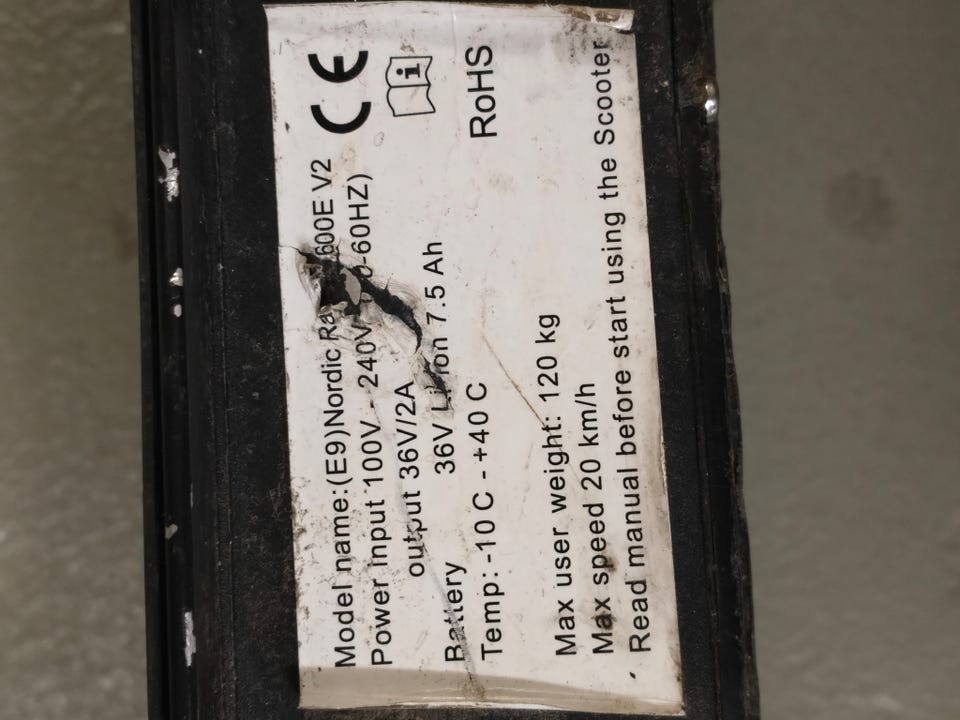 Model name:(E9)Nordic Ra 600E V2
Power input 100V - 240V 0-60HZ)
output 36V/2A
Battery 36V Li-ion 7.5 Ah
Temp: -10 C - +40 C
Max user weight: 120 kg
Max speed 20 km/h
Read manual before start using the Scooter
CE
RoHS